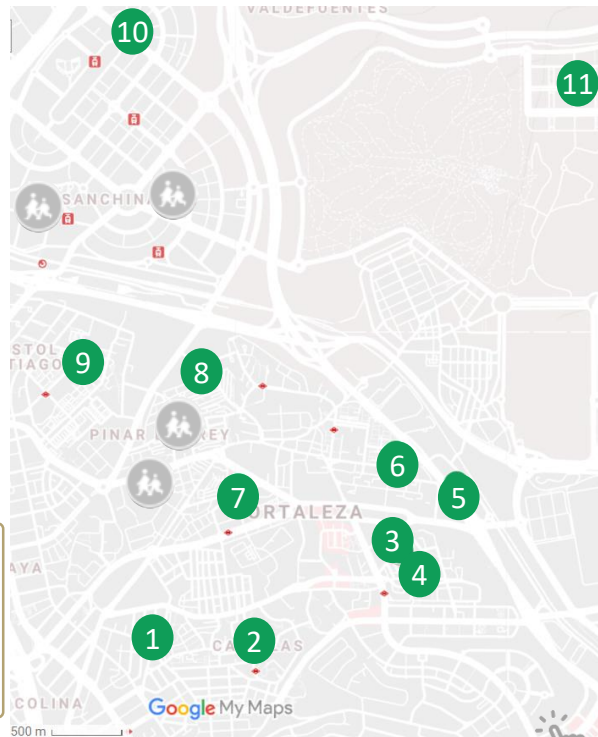 VALDEFUENTES
10
11
SANCHINA
STOL
TIAGO
9
8
PINAR REY
6
7
5
ORTALEZA
3
4
AYA
1
2
CA LAS
COLINA
Google My Maps
500 m